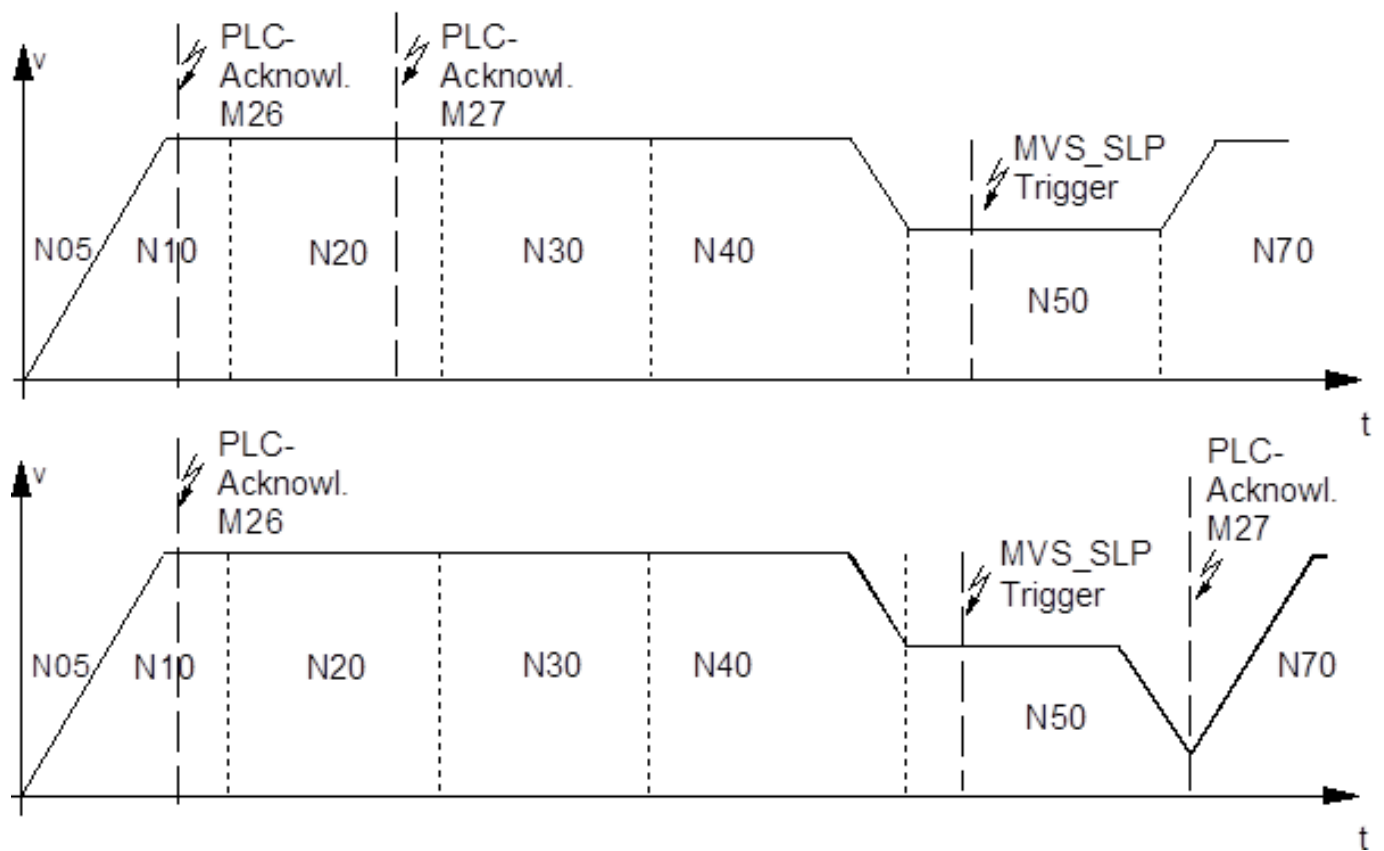 PLC-
Acknowl.
M26
PLC-
Acknowl.
M27
v
MVS_SLP
Trigger
N05
N10
N20
N30
N40
N50
N70
t
PLC-
Acknowl.
M26
PLC-
Acknowl.
M27
v
MVS_SLP
Trigger
N05
N10
N20
N30
N40
N50
N70
t